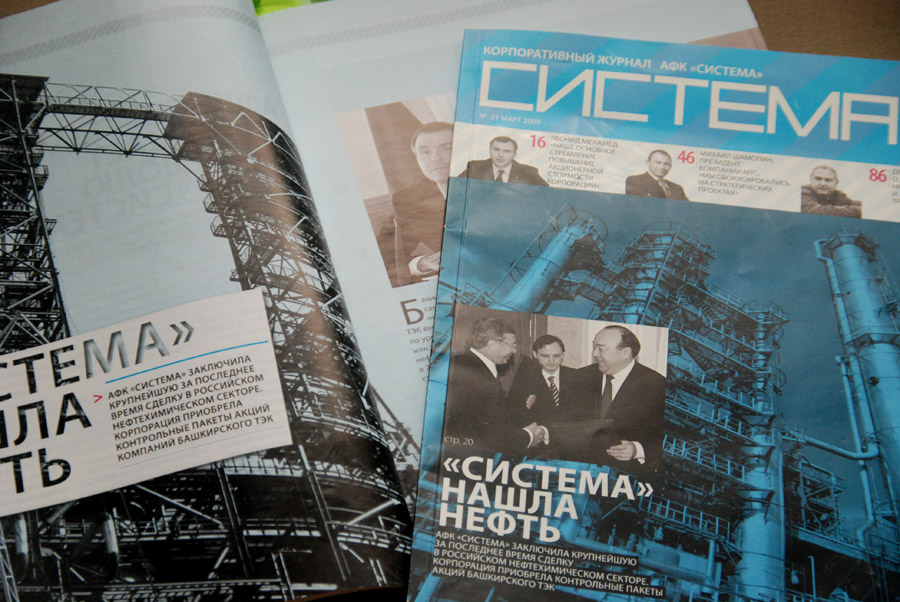 СТЕМА»
ШЛА
ТЬ
> АФК «СИСТЕМА» ЗАКЛЮЧИЛА
КРУПНЕЙШУЮ ЗА ПОСЛЕДНЕЕ
ВРЕМЯ СДЕЛКУ В РОССИЙСКОМ
НЕФТЕХИМИЧЕСКОМ СЕКТОРЕ.
КОРПОРАЦИЯ ПРИОБРЕЛА
КОНТРОЛЬНЫЕ ПАКЕТЫ АКЦИЙ
КОМПАНИЙ БАШКИРСКОГО ТЭК
Б
ТЭК
КОРПОРАТИВНЫЙ ЖУРНАЛ АФК «СИСТЕМА»
СИСТЕМА
№ 21 МАРТ 2009
16
ЛЕОНИД МЕЛАМЕД:
«НАШЕ ОСНОВНОЕ
СТРЕМЛЕНИЕ
ПОВЫШЕНИЕ
АКЦИОНЕРНОЙ
СТОИМОСТИ
КОРПОРАЦИИ»
46
МИХАИЛ ШАМОЛИН,
ПРЕЗИДЕНТ
КОМПАНИИ МТС:
«МЫ СФОКУСИРОВАЛИСЬ
НА СТРАТЕГИЧЕСКИХ
ПРОЕКТАХ»
86
стр. 20
«СИСТЕМА»
НАШЛА
НЕФТЬ
АФК «СИСТЕМА» ЗАКЛЮЧИЛА КРУПНЕЙШУЮ
ЗА ПОСЛЕДНЕЕ ВРЕМЯ СДЕЛКУ
В РОССИЙСКОМ НЕФТЕХИМИЧЕСКОМ СЕКТОРЕ.
КОРПОРАЦИЯ ПРИОБРЕЛА КОНТРОЛЬНЫЕ ПАКЕТЫ
АКЦИЙ БАШКИРСКОГО ТЭК